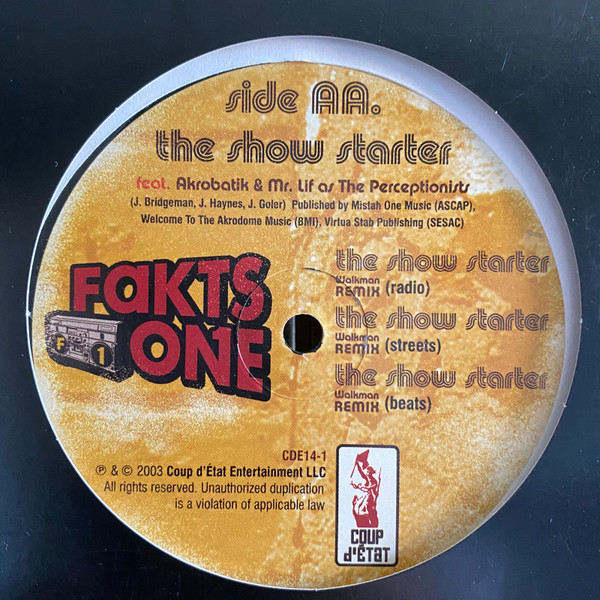 side AA.
the show starter
feat. Akrobatik & Mr. Lif as The Perceptionists
(J. Bridgeman, J. Haynes, J. Goler) Published by Mistah One Music (ASCAP),
Welcome To The Akrodome Music (BMI), Virtua Stab Publishing (SESAC)
FAKTS
ONE
F 1
the show starter
Walkman
REMIX (radio)
the show starter
Walkman
REMIX (streets)
the show starter
Walkman
REMIX (beats)
CDE14-1
℗ & © 2003 Coup d'État Entertainment LLC
All rights reserved. Unauthorized duplication
is a violation of applicable law
COUP
d'ÉTAT